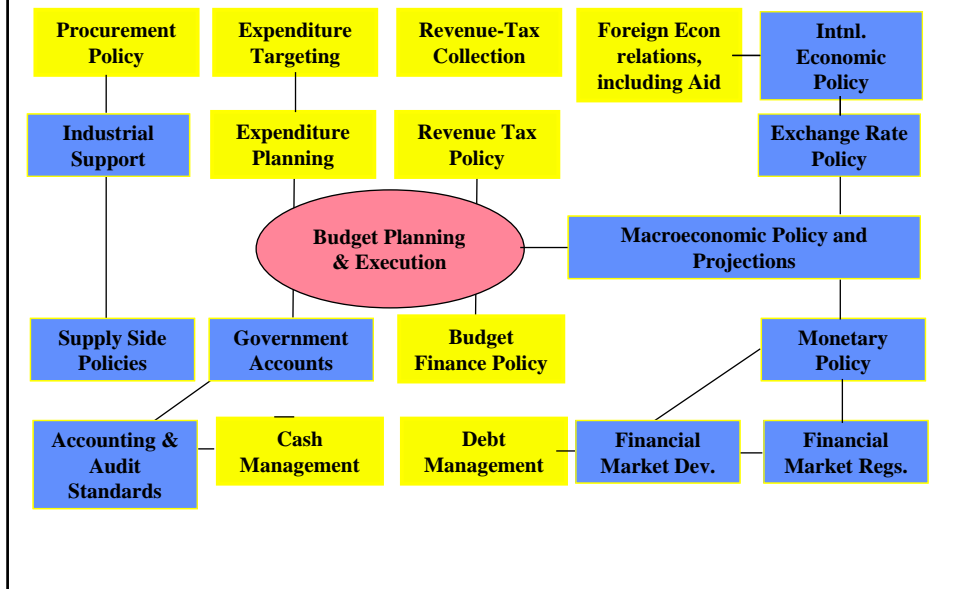 Procurement
Policy
Expenditure
Targeting
Revenue-Tax
Collection
Foreign Econ
relations,
including Aid
Intnl.
Economic
Policy
Industrial
Support
Expenditure
Planning
Revenue Tax
Policy
Exchange Rate
Policy
Budget Planning
& Execution
Macroeconomic Policy and
Projections
Supply Side
Policies
Government
Accounts
Budget
Finance Policy
Monetary
Policy
Accounting &
Audit
Standards
Cash
Management
Debt
Management
Financial
Market Dev.
Financial
Market Regs.